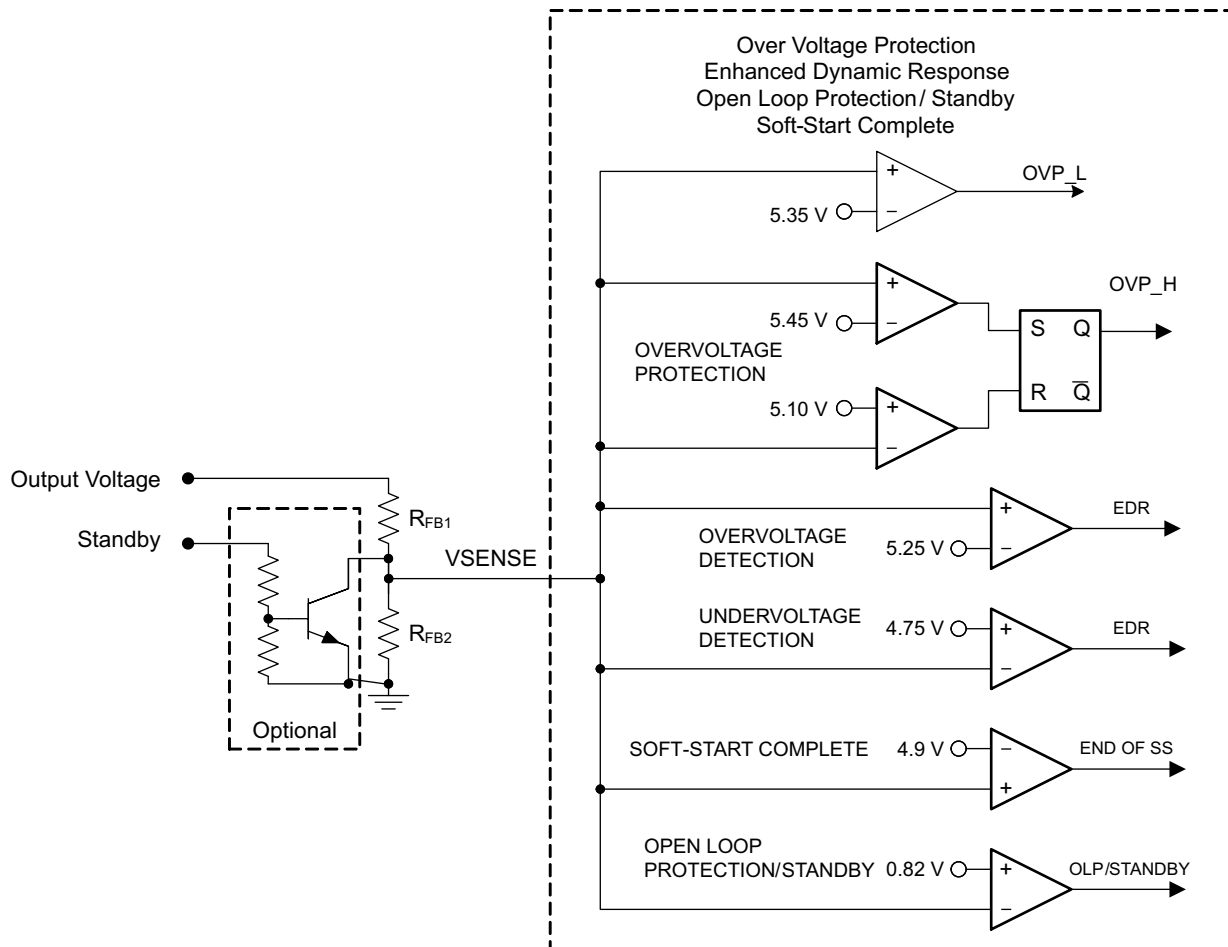 Over Voltage Protection
Enhanced Dynamic Response
Open Loop Protection/ Standby
Soft-Start Complete
+
OVP_L
5.35 V
−
+
OVP_H
5.45 V
−
S Q
OVERVOLTAGE
PROTECTION
R Q̅
5.10 V
+
−
Output Voltage
RFB1
Standby
VSENSE
RFB2
Optional
+
EDR
OVERVOLTAGE
DETECTION
5.25 V
−
UNDERVOLTAGE
DETECTION
4.75 V
+
EDR
−
SOFT-START COMPLETE
4.9 V
−
END OF SS
+
OPEN LOOP
PROTECTION/STANDBY
0.82 V
+
OLP/STANDBY
−